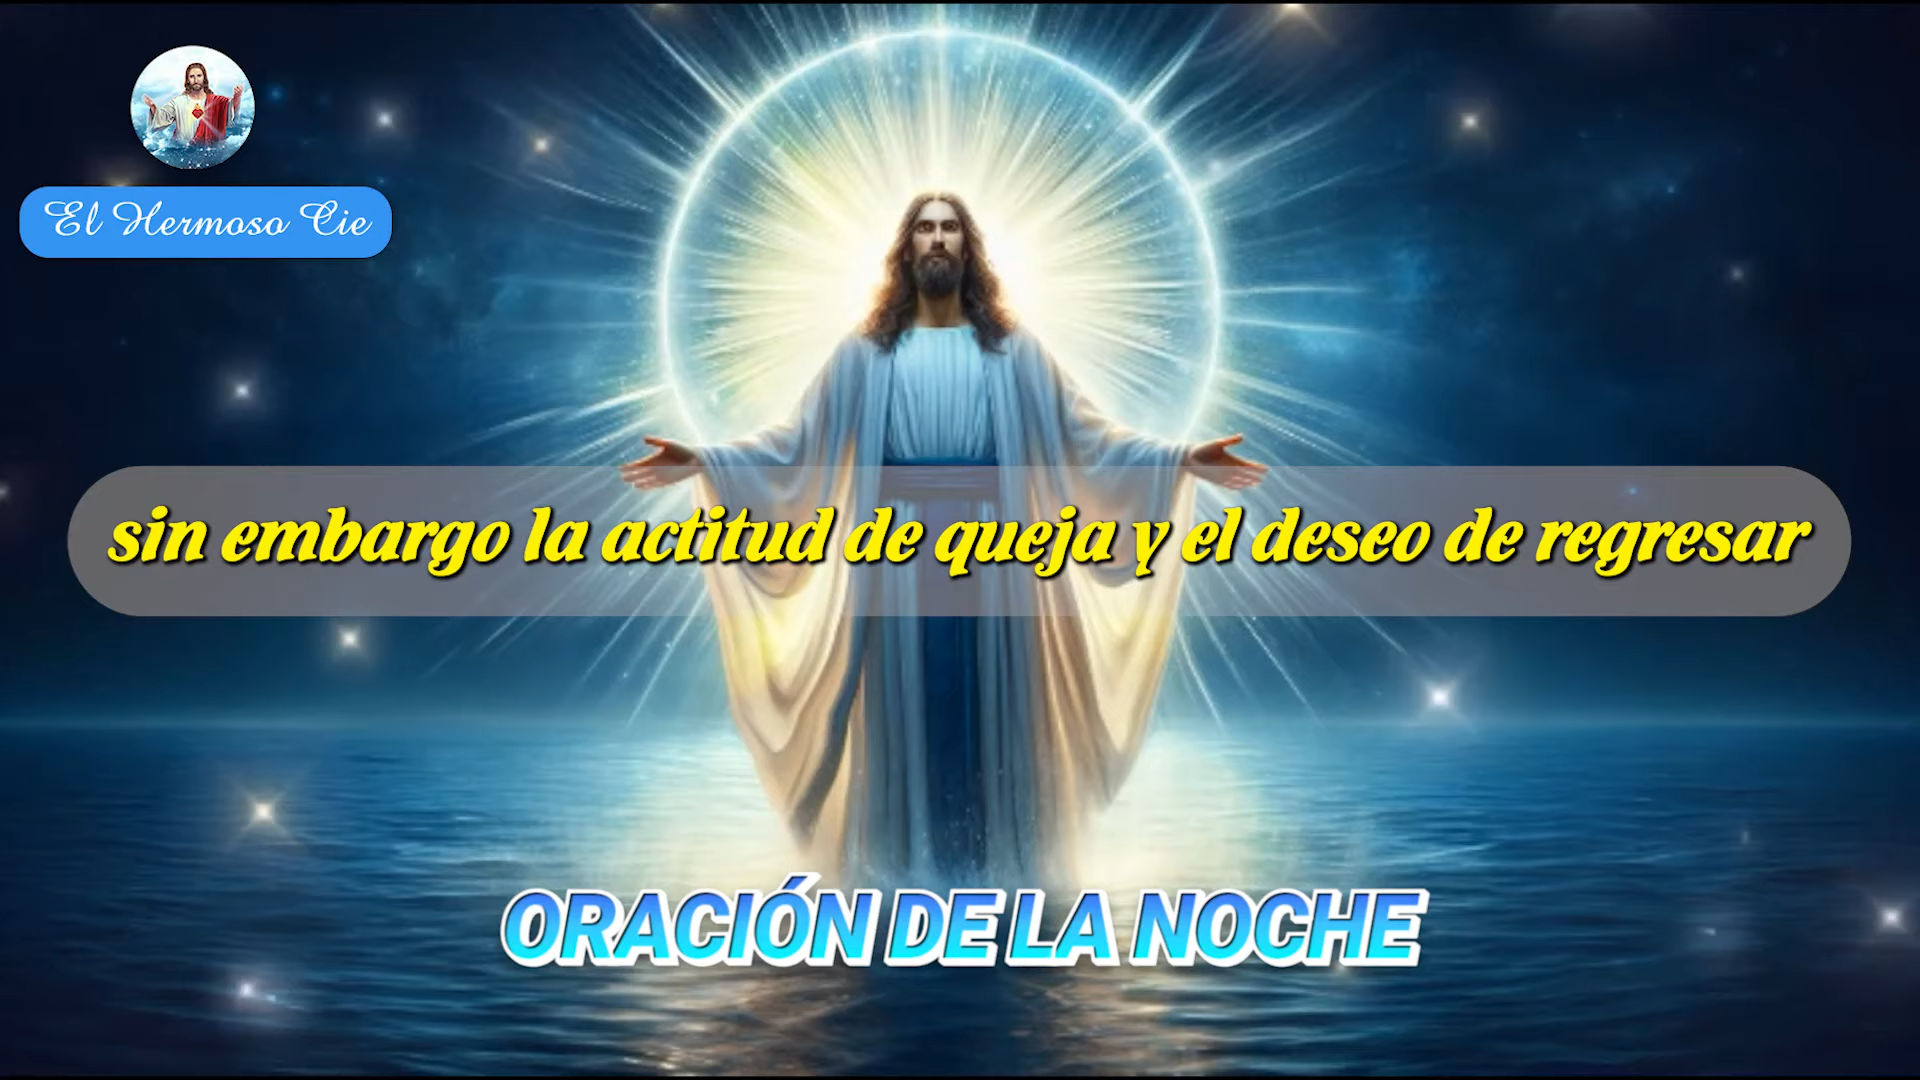 El Hermoso Cie
sin embargo la actitud de queja y el deseo de regresar
ORACIÓN DE LA NOCHE